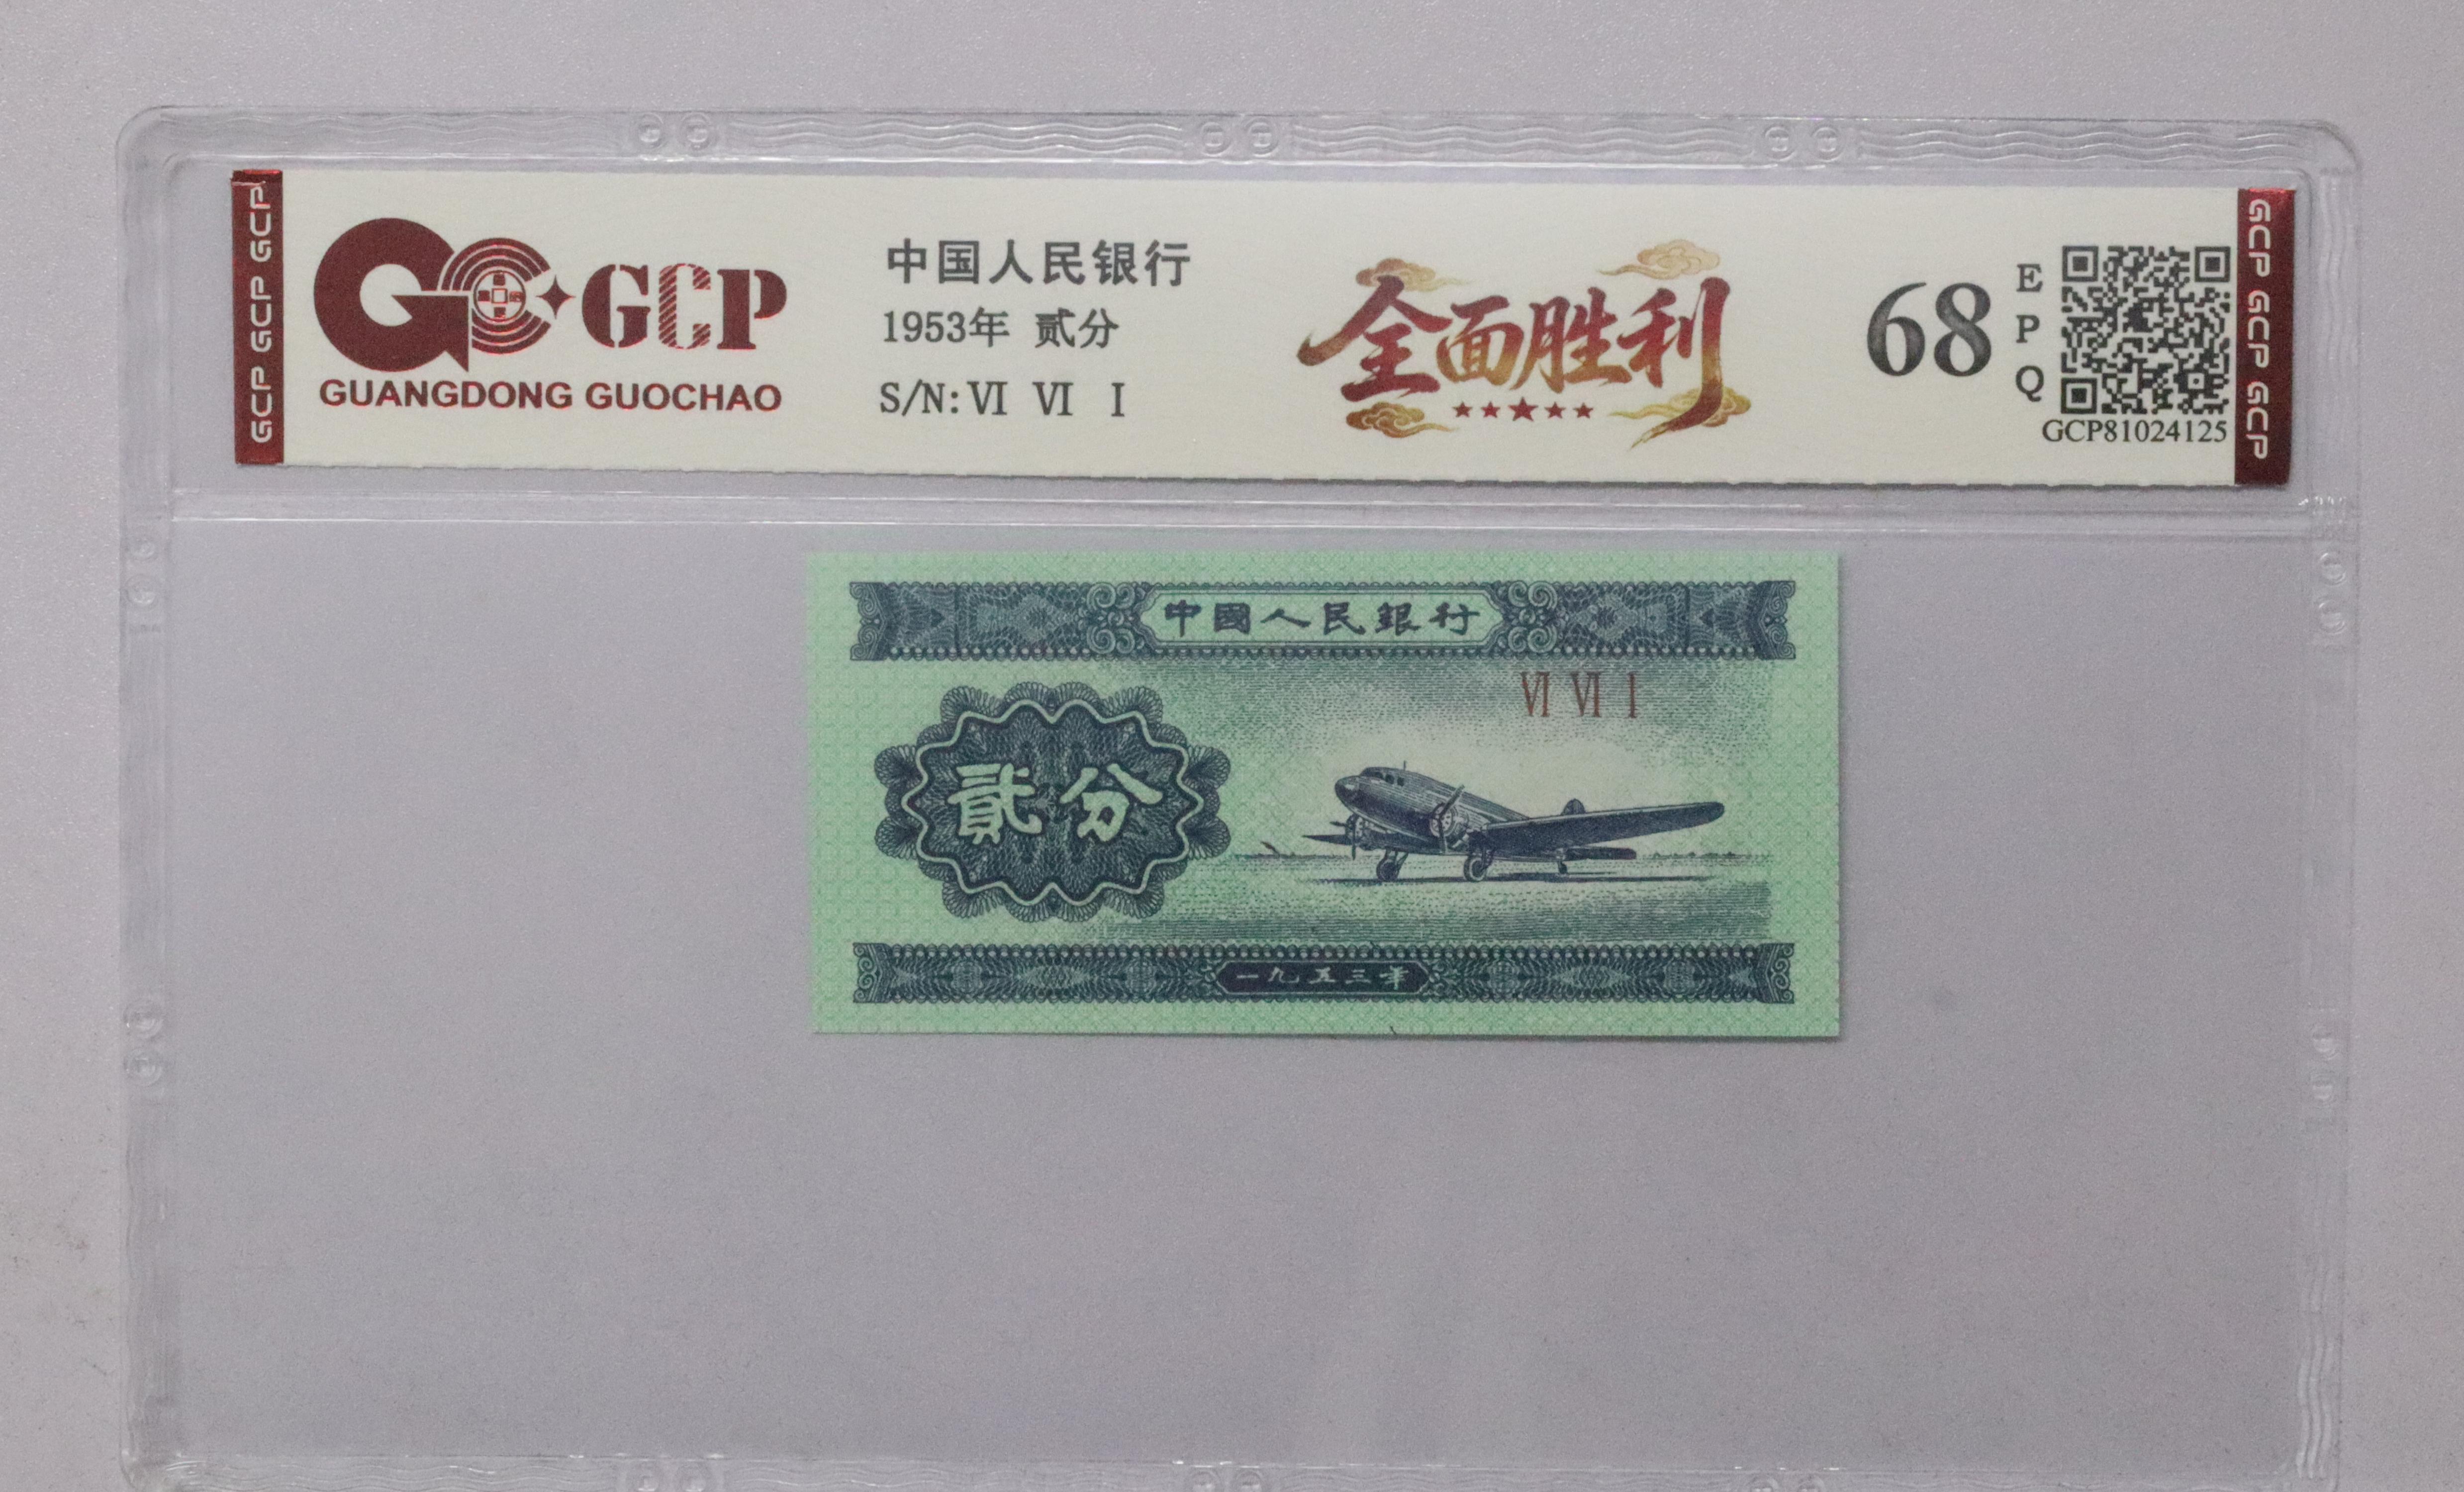 GCP GCP GCP
GCP
GUANGDONG GUOCHAO
中国人民银行
1953年 贰分
S/N: VI VI I
全面胜利
68
EPQ
GCP81024125
GCP GCP GCP
中國人民銀行
VI VI I
貳分
一九五三年